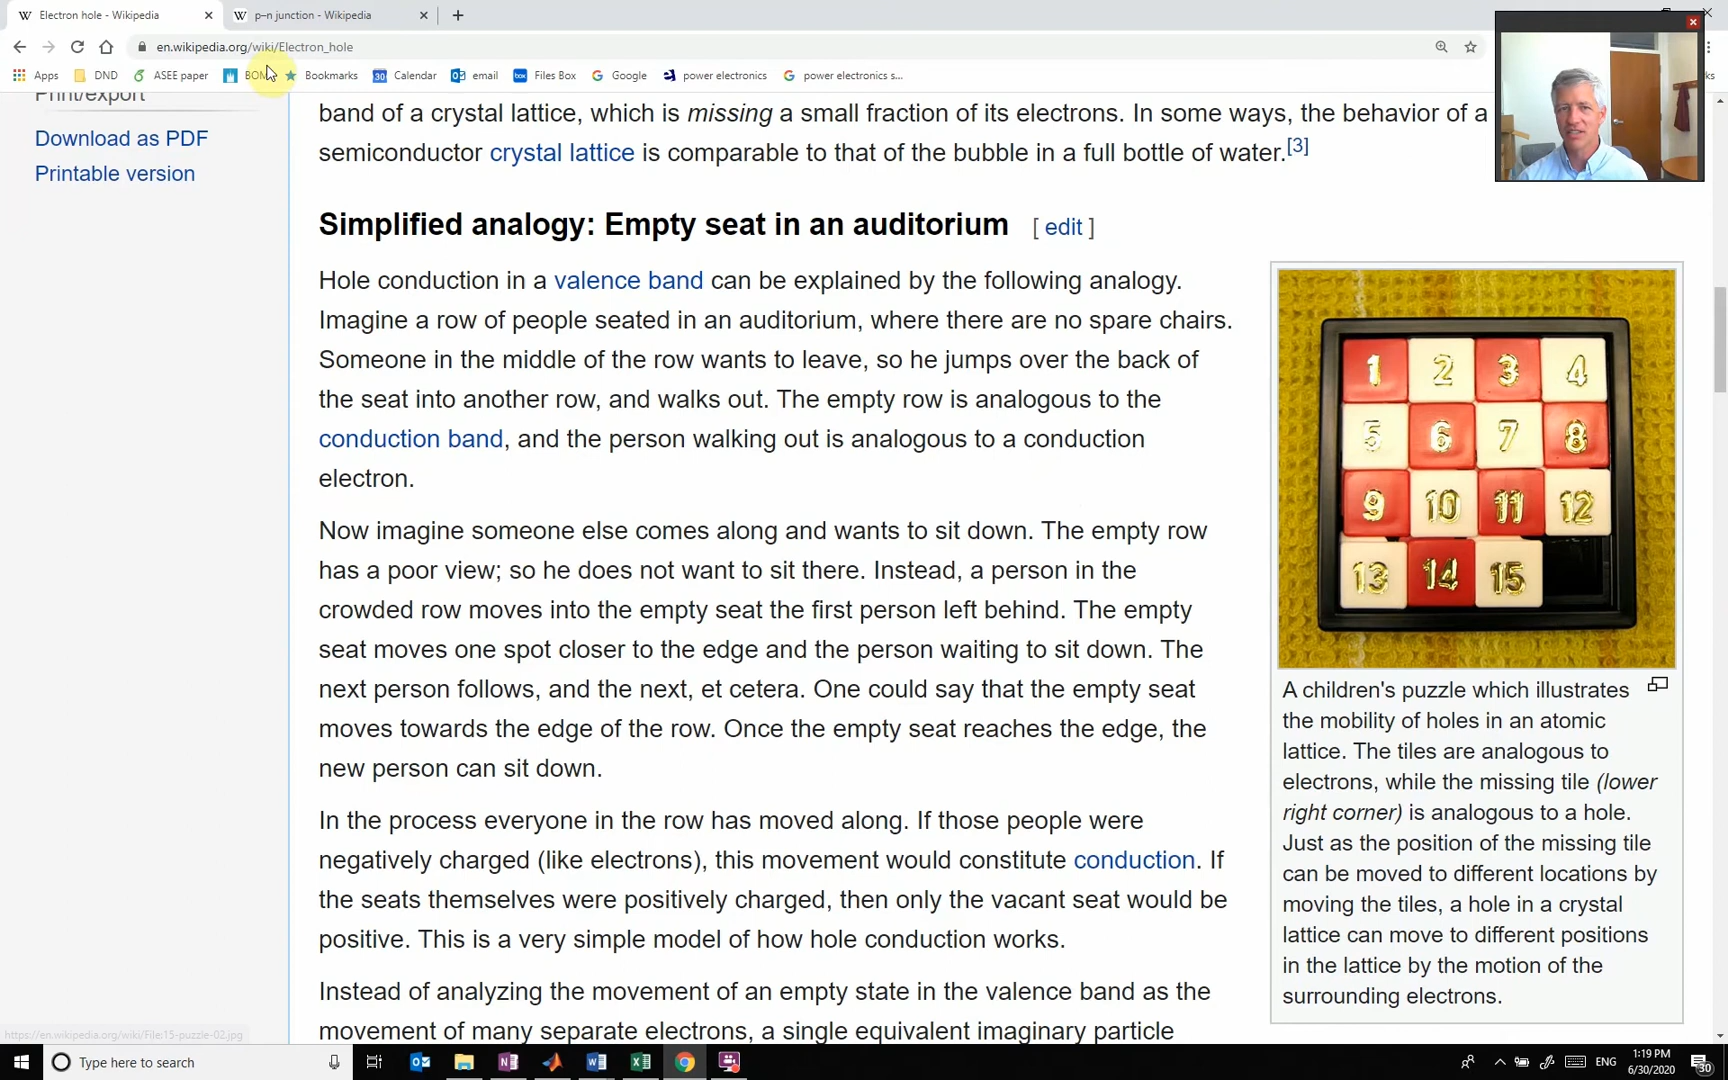 Electron hole - Wikipedia
p–n junction - Wikipedia
en.wikipedia.org/wiki/Electron_hole
Apps
DND
ASEE paper
Bookmarks
30
Calendar
email
box
Files Box
Google
power electronics
power electronics s...
Print/export
Download as PDF
Printable version
band of a crystal lattice, which is missing a small fraction of its electrons. In some ways, the behavior of a
semiconductor crystal lattice is comparable to that of the bubble in a full bottle of water.[3]
Simplified analogy: Empty seat in an auditorium [ edit ]
Hole conduction in a valence band can be explained by the following analogy.
Imagine a row of people seated in an auditorium, where there are no spare chairs.
Someone in the middle of the row wants to leave, so he jumps over the back of
the seat into another row, and walks out. The empty row is analogous to the
conduction band, and the person walking out is analogous to a conduction
electron.
Now imagine someone else comes along and wants to sit down. The empty row
has a poor view; so he does not want to sit there. Instead, a person in the
crowded row moves into the empty seat the first person left behind. The empty
seat moves one spot closer to the edge and the person waiting to sit down. The
next person follows, and the next, et cetera. One could say that the empty seat
moves towards the edge of the row. Once the empty seat reaches the edge, the
new person can sit down.
In the process everyone in the row has moved along. If those people were
negatively charged (like electrons), this movement would constitute conduction. If
the seats themselves were positively charged, then only the vacant seat would be
positive. This is a very simple model of how hole conduction works.
Instead of analyzing the movement of an empty state in the valence band as the
movement of many separate electrons, a single equivalent imaginary particle
1 2 3 4
5 6 7 8
9 10 11 12
13 14 15
A children's puzzle which illustrates
the mobility of holes in an atomic
lattice. The tiles are analogous to
electrons, while the missing tile (lower
right corner) is analogous to a hole.
Just as the position of the missing tile
can be moved to different locations by
moving the tiles, a hole in a crystal
lattice can move to different positions
in the lattice by the motion of the
surrounding electrons.
https://en.wikipedia.org/wiki/File:15-puzzle-02.jpg
Type here to search
ENG
1:19 PM
6/30/2020
30